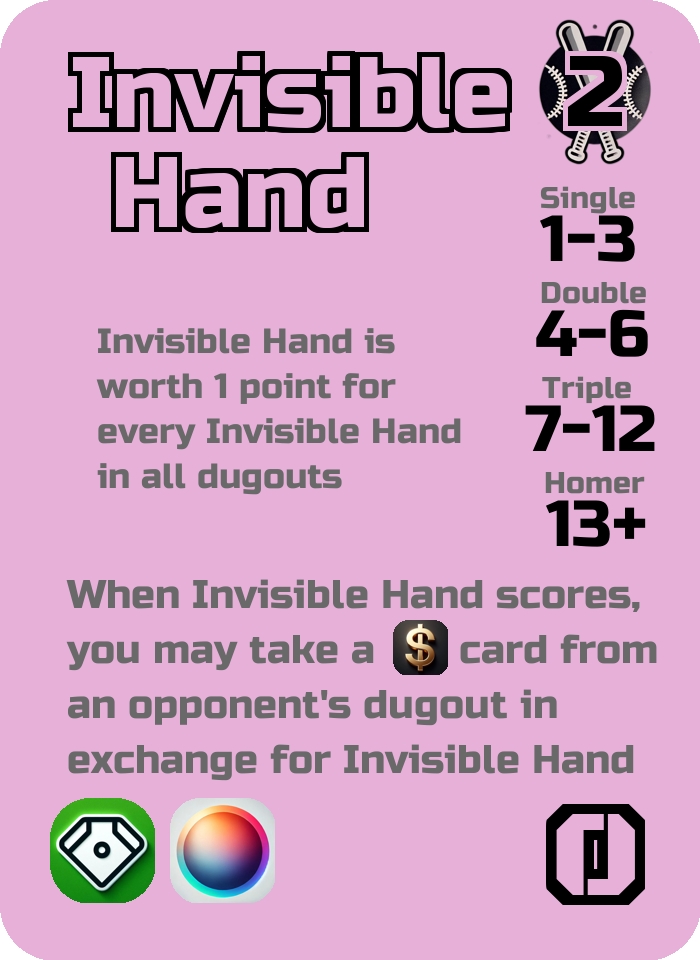 Invisible
Hand
2
Single
1-3
Double
4-6
Triple
7-12
Homer
13+
Invisible Hand is
worth 1 point for
every Invisible Hand
in all dugouts
When Invisible Hand scores,
you may take a $ card from
an opponent's dugout in
exchange for Invisible Hand